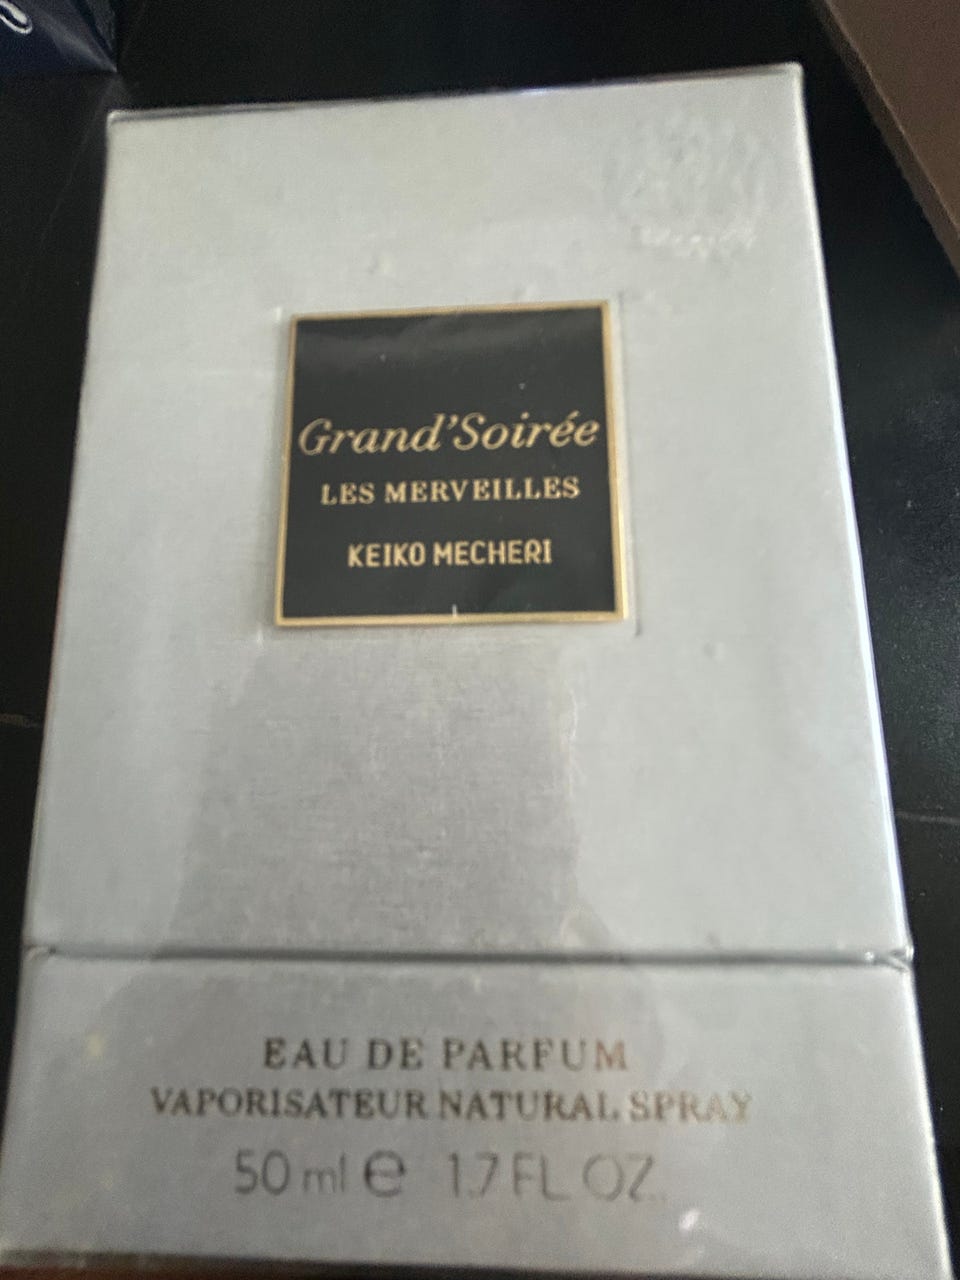 Grand'Soirée
LES MERVEILLES
KEIKO MECHERI
EAU DE PARFUM
VAPORISATEUR NATURAL SPRAY
50 ml ℮ 1.7 FL OZ.